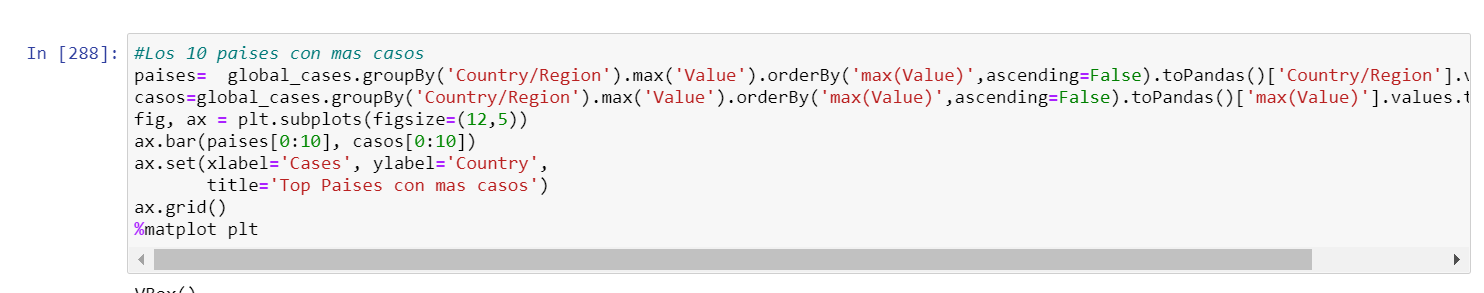 In [288]:
#Los 10 paises con mas casos
paises=  global_cases.groupBy('Country/Region').max('Value').orderBy('max(Value)',ascending=False).toPandas()['Country/Region'].v
casos=global_cases.groupBy('Country/Region').max('Value').orderBy('max(Value)',ascending=False).toPandas()['max(Value)'].values.t
fig, ax = plt.subplots(figsize=(12,5))
ax.bar(paises[0:10], casos[0:10])
ax.set(xlabel='Cases', ylabel='Country',
       title='Top Paises con mas casos')
ax.grid()
%matplot plt
VBox()